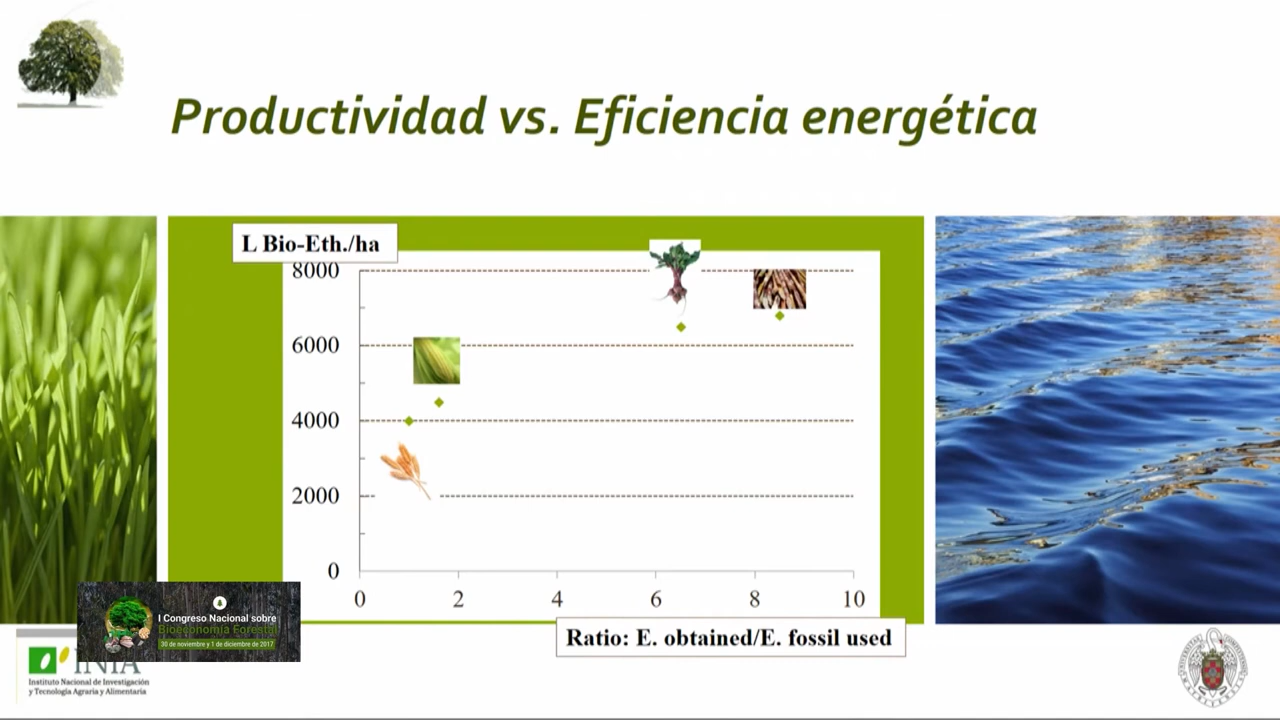 Productividad vs. Eficiencia energética
L Bio-Eth./ha
8000
6000
4000
2000
0
0 2 4 6 8 10
Ratio: E. obtained/E. fossil used
I Congreso Nacional sobre
Bioeconomía Forestal
30 de noviembre y 1 de diciembre de 2017
INIA
Instituto Nacional de Investigación
y Tecnología Agraria y Alimentaria